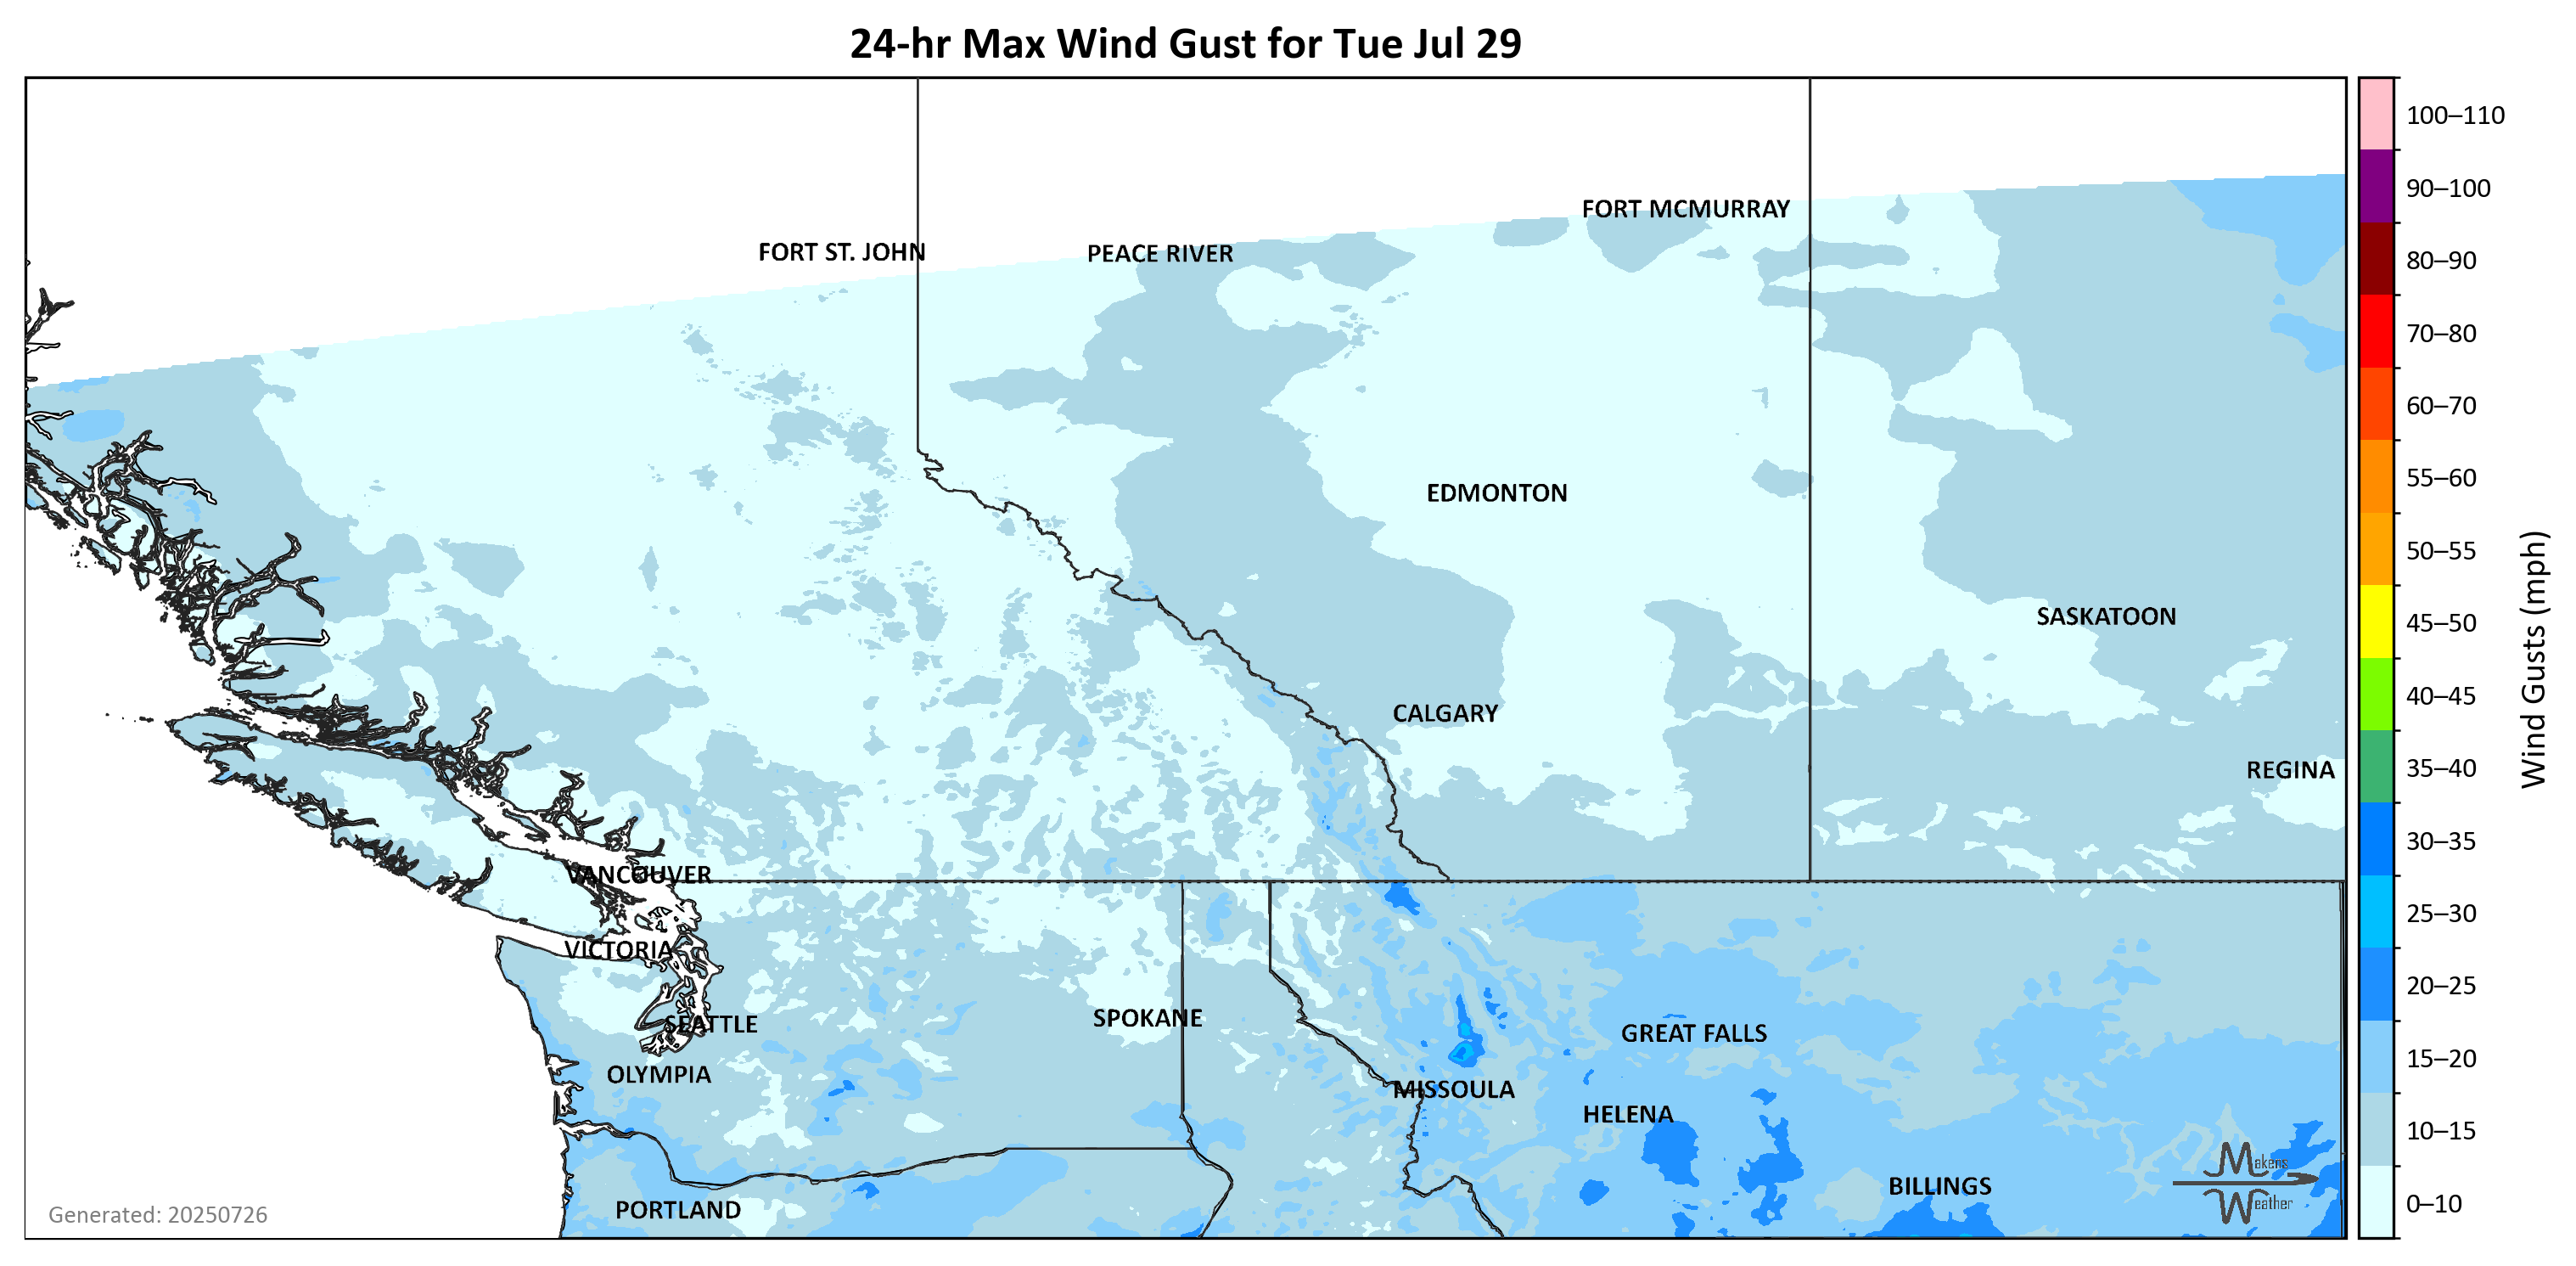 24-hr Max Wind Gust for Tue Jul 29
100–110
90–100
80–90
70–80
60–70
55–60
50–55
45–50
40–45
35–40
30–35
25–30
20–25
15–20
10–15
0–10
Wind Gusts (mph)
FORT MCMURRAY
FORT ST. JOHN
PEACE RIVER
EDMONTON
SASKATOON
CALGARY
REGINA
VANCOUVER
VICTORIA
SEATTLE
SPOKANE
GREAT FALLS
OLYMPIA
MISSOULA
HELENA
BILLINGS
PORTLAND
Makens
Weather
Generated: 20250726